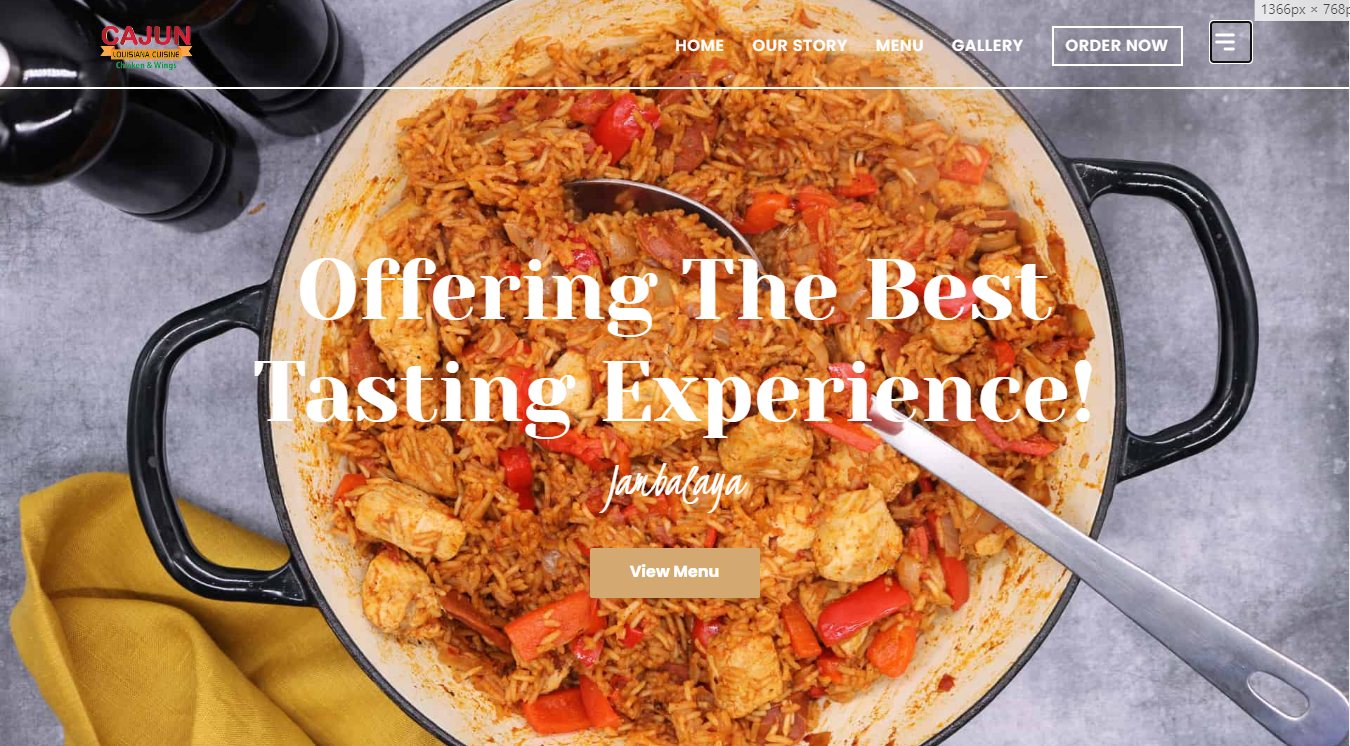 1366px × 768p
CAJUN
LOUISIANA CUISINE
Chicken & Wings
HOME OUR STORY MENU GALLERY ORDER NOW
Offering The Best
Tasting Experience!
Jambalaya
View Menu